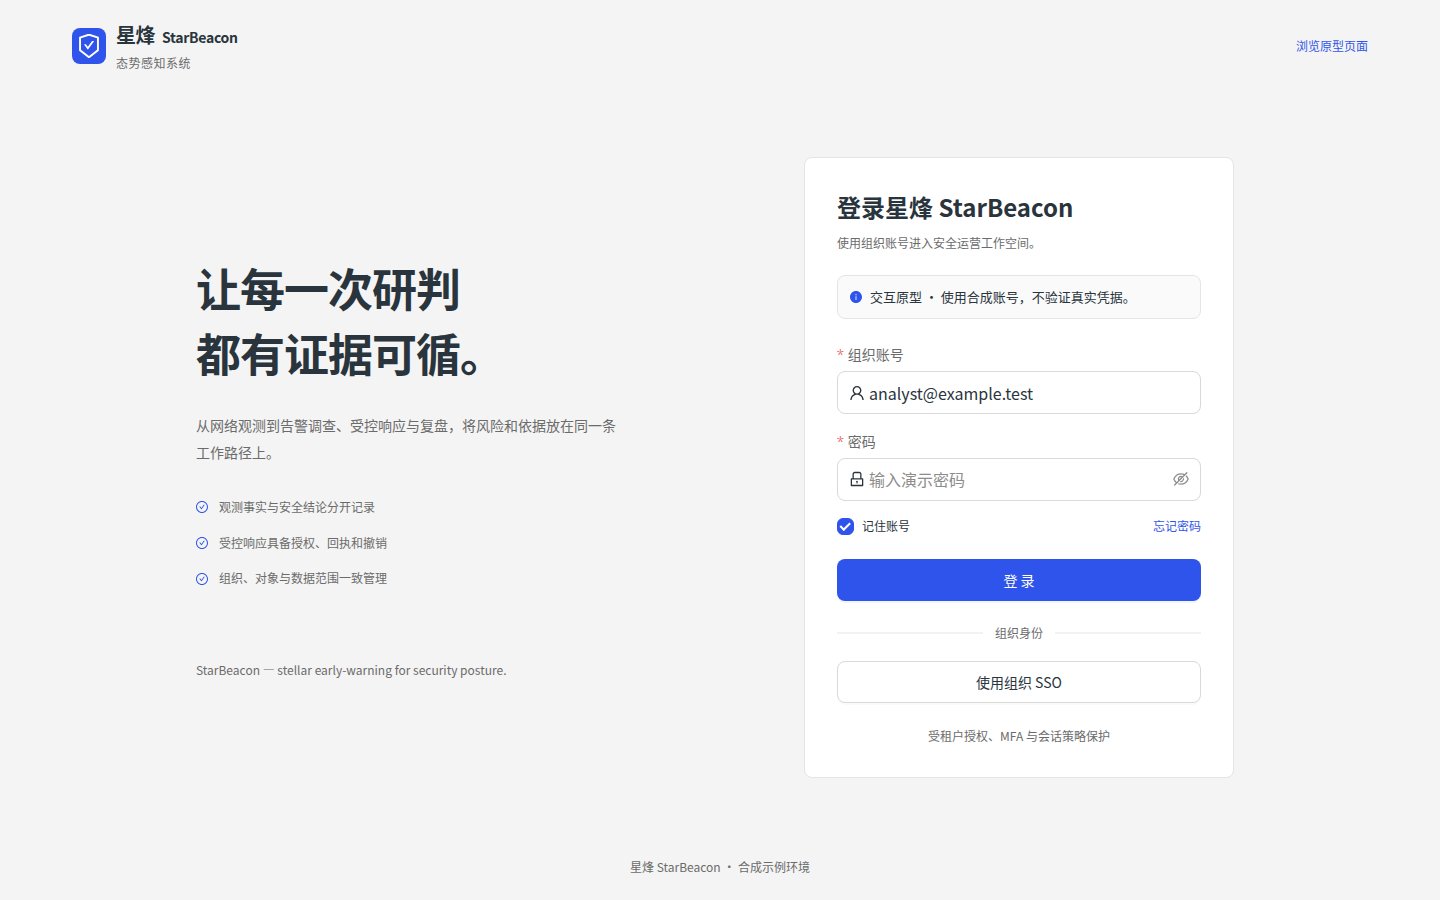 星烽 StarBeacon
态势感知系统
浏览原型页面
让每一次研判
都有证据可循。
从网络观测到告警调查、受控响应与复盘，将风险和依据放在同一条
工作路径上。
观测事实与安全结论分开记录
受控响应具备授权、回执和撤销
组织、对象与数据范围一致管理
StarBeacon — stellar early-warning for security posture.
登录星烽 StarBeacon
使用组织账号进入安全运营工作空间。
交互原型 · 使用合成账号，不验证真实凭据。
* 组织账号
analyst@example.test
* 密码
输入演示密码
记住账号
忘记密码
登 录
组织身份
使用组织 SSO
受租户授权、MFA 与会话策略保护
星烽 StarBeacon · 合成示例环境